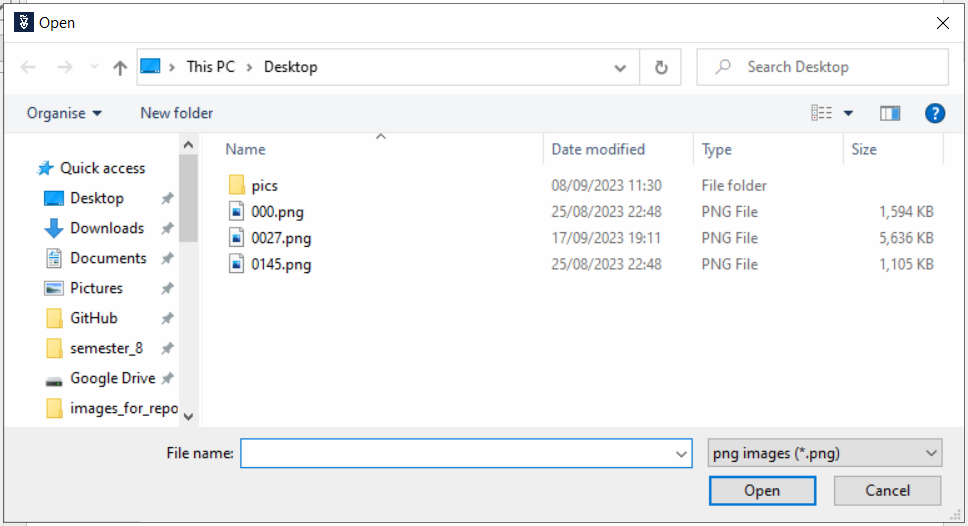 Open
This PC > Desktop
Search Desktop
Organise
New folder
?
Name Date modified Type Size
Quick access
Desktop
Downloads
Documents
Pictures
GitHub
semester_8
Google Drive
images_for_repo
pics 08/09/2023 11:30 File folder
000.png 25/08/2023 22:48 PNG File 1,594 KB
0027.png 17/09/2023 19:11 PNG File 5,636 KB
0145.png 25/08/2023 22:48 PNG File 1,105 KB
File name:
png images (*.png)
Open Cancel